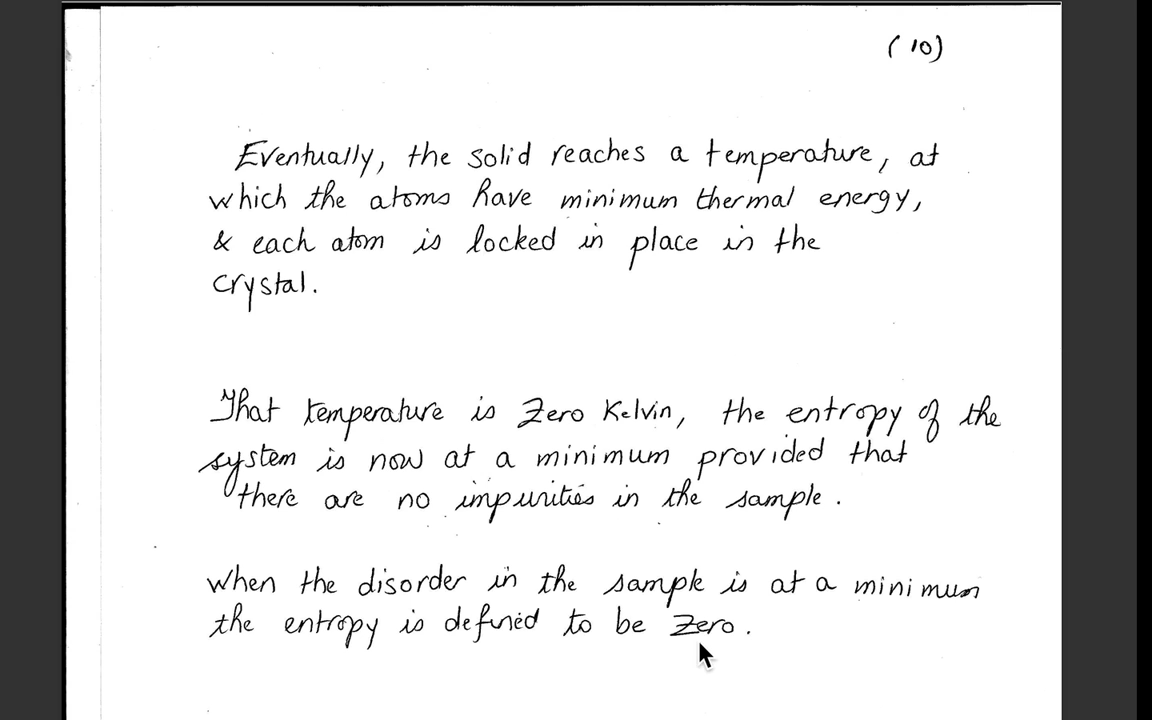 (10)
Eventually, the solid reaches a temperature, at
which the atoms have minimum thermal energy,
& each atom is locked in place in the
crystal.
That temperature is Zero Kelvin, the entropy of the
system is now at a minimum provided that
there are no impurities in the sample.
When the disorder in the sample is at a minimum
the entropy is defined to be Zero.